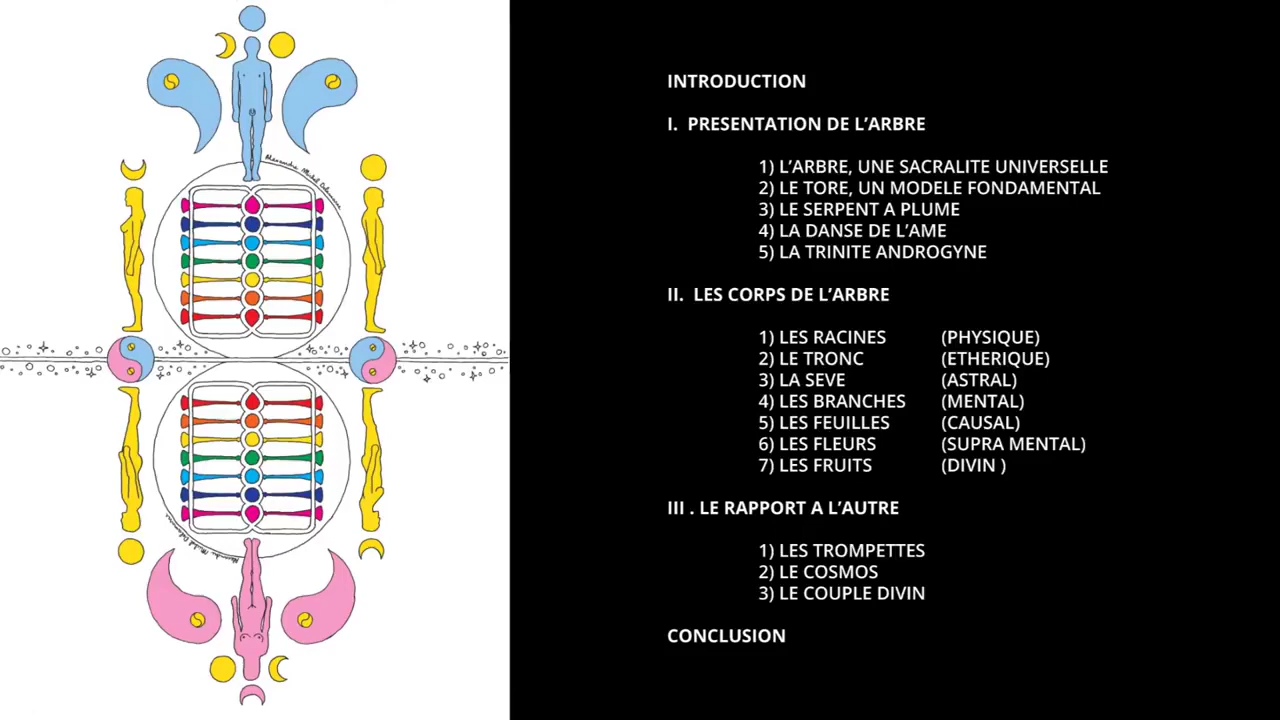 Alexandre Michel Delannoy
INTRODUCTION
I. PRESENTATION DE L’ARBRE
1) L’ARBRE, UNE SACRALITE UNIVERSELLE
2) LE TORE, UN MODELE FONDAMENTAL
3) LE SERPENT A PLUME
4) LA DANSE DE L’AME
5) LA TRINITE ANDROGYNE
II. LES CORPS DE L’ARBRE
1) LES RACINES (PHYSIQUE)
2) LE TRONC (ETHERIQUE)
3) LA SEVE (ASTRAL)
4) LES BRANCHES (MENTAL)
5) LES FEUILLES (CAUSAL)
6) LES FLEURS (SUPRA MENTAL)
7) LES FRUITS (DIVIN )
III . LE RAPPORT A L’AUTRE
1) LES TROMPETTES
2) LE COSMOS
3) LE COUPLE DIVIN
CONCLUSION